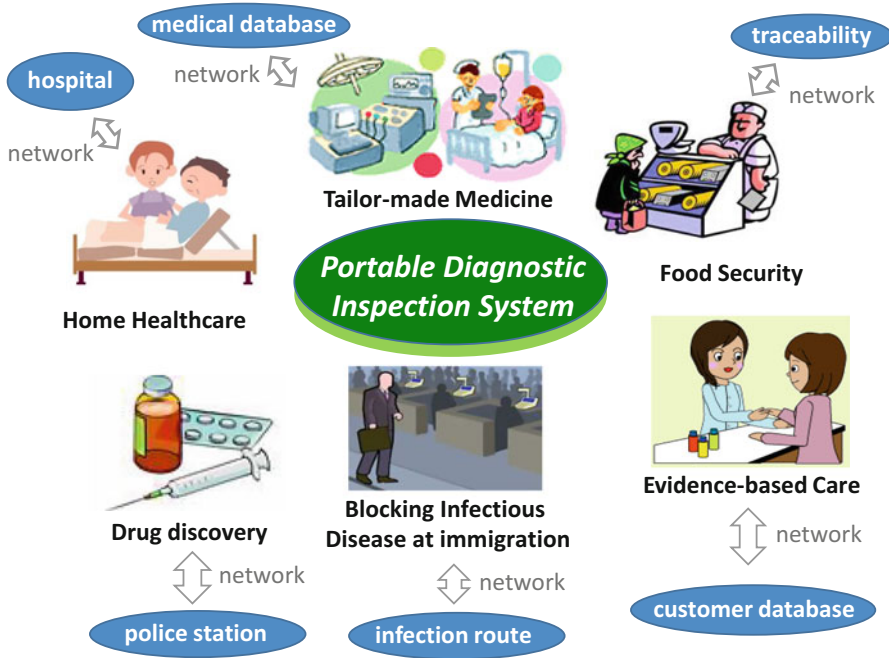 medical database
network
hospital
network
traceability
network
Tailor-made Medicine
Portable Diagnostic
Inspection System
Food Security
Home Healthcare
Drug discovery
Blocking Infectious
Disease at immigration
Evidence-based Care
network
network
network
police station
infection route
customer database